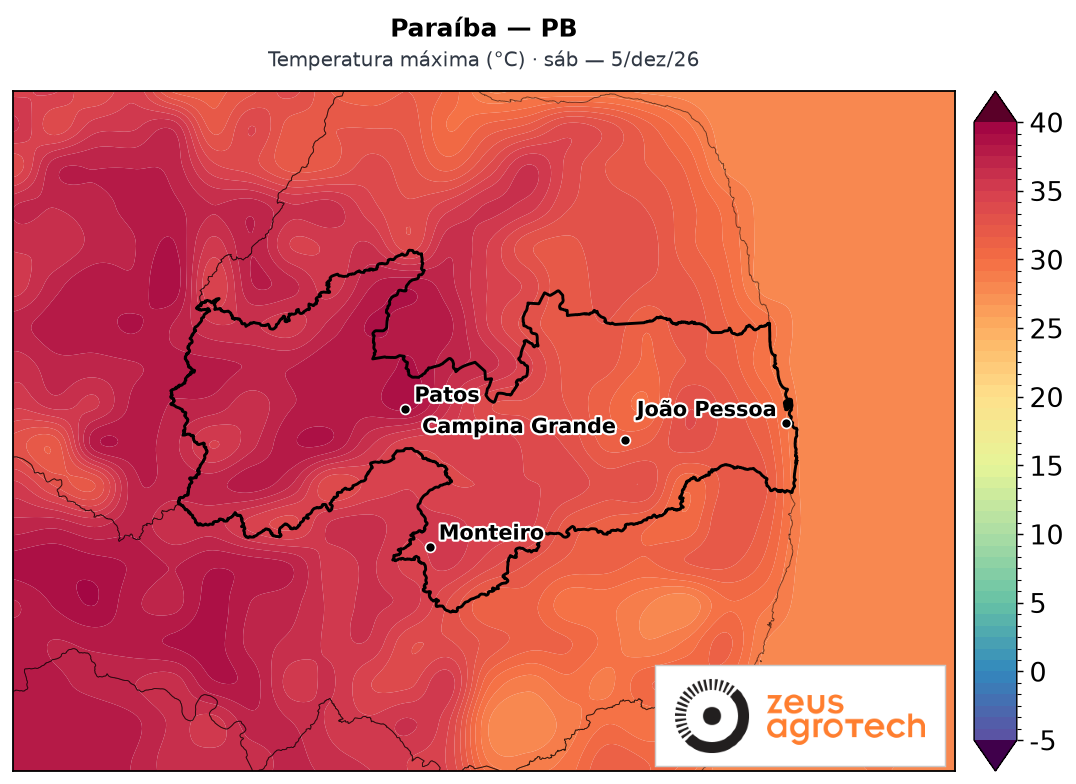 Paraíba — PB
Temperatura máxima (°C) · sáb — 5/dez/26
Patos
Campina Grande
João Pessoa
Monteiro
40
35
30
25
20
15
10
5
0
-5
zeus
agrotech